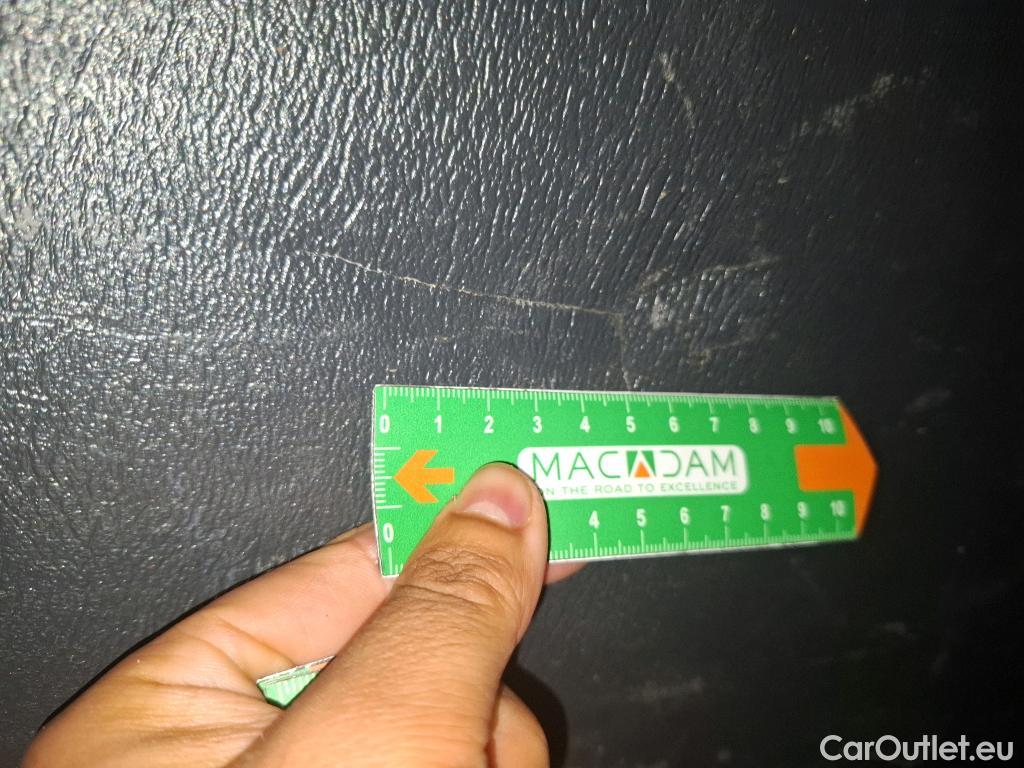 0 1 2 3 4 5 6 7 8 9 10
MACADAM
ON THE ROAD TO EXCELLENCE
0 4 5 6 7 8 9 10
CarOutlet.eu